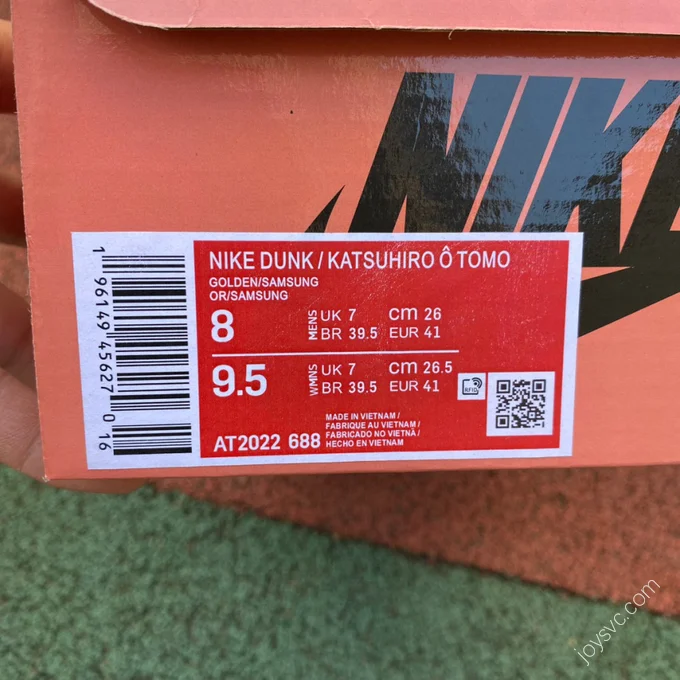 NIKE
NIKE DUNK / KATSUHIRO Ô TOMO
GOLDEN/SAMSUNG
OR/SAMSUNG
8 MENS UK 7 cm 26
BR 39.5 EUR 41
9.5 WMNS UK 7 cm 26.5
BR 39.5 EUR 41
RFID
MADE IN VIETNAM /
FABRIQUE AU VIETNAM /
FABRICADO NO VIETNÃ /
HECHO EN VIETNAM
AT2022 688
1 96149 45627 0 16
joysvc.com